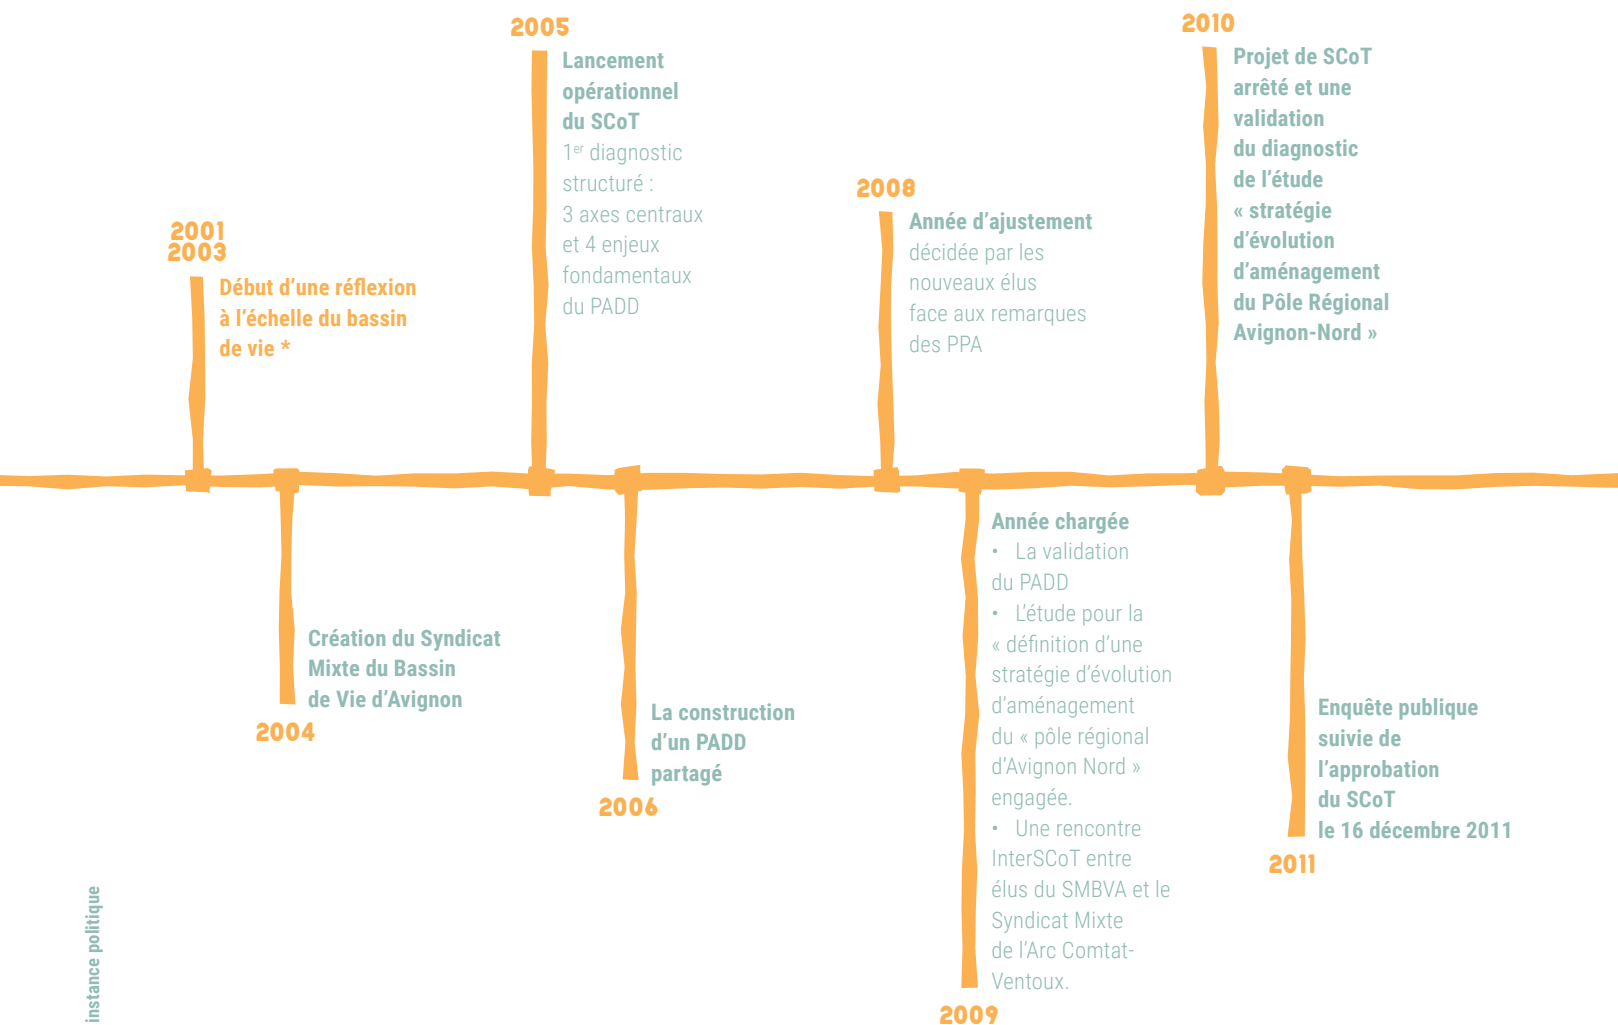 2001
2003
Début d’une réflexion
à l’échelle du bassin
de vie *
Création du Syndicat
Mixte du Bassin
de Vie d’Avignon
2004
2005
Lancement
opérationnel
du SCoT
1er diagnostic
structuré :
3 axes centraux
et 4 enjeux
fondamentaux
du PADD
La construction
d’un PADD
partagé
2006
2008
Année d’ajustement
décidée par les
nouveaux élus
face aux remarques
des PPA
Année chargée
• La validation
du PADD
• L’étude pour la
« définition d’une
stratégie d’évolution
d’aménagement
du « pôle régional
d’Avignon Nord »
engagée.
• Une rencontre
InterSCoT entre
élus du SMBVA et le
Syndicat Mixte
de l’Arc Comtat-
Ventoux.
2009
2010
Projet de SCoT
arrêté et une
validation
du diagnostic
de l’étude
« stratégie
d’évolution
d’aménagement
du Pôle Régional
Avignon-Nord »
Enquête publique
suivie de
l’approbation
du SCoT
le 16 décembre 2011
2011
instance politique